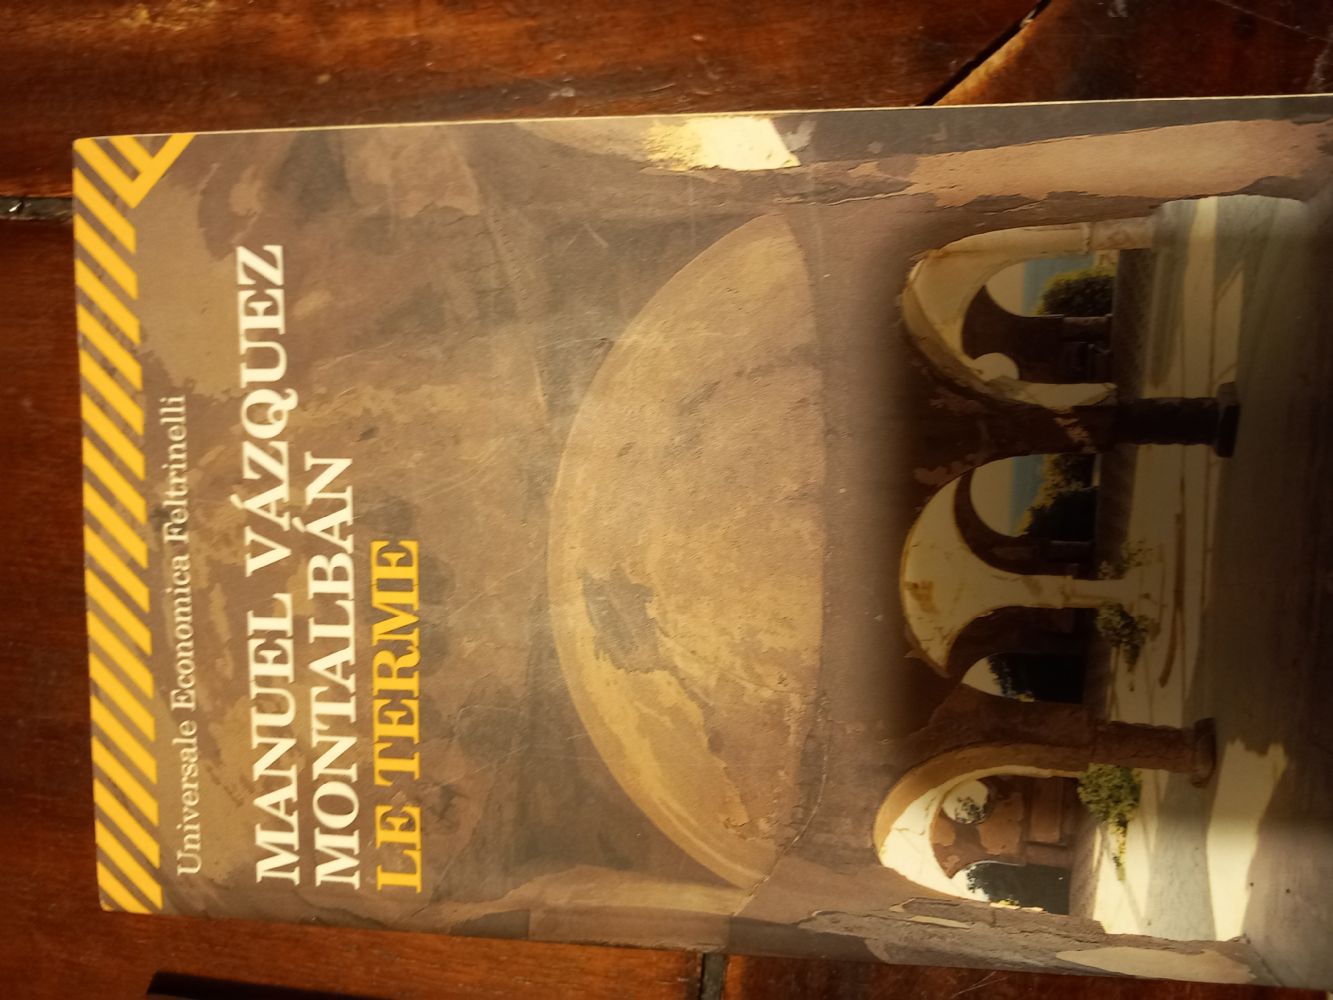 Universale Economica Feltrinelli
MANUEL VÁZQUEZ
MONTALBÁN
LE TERME